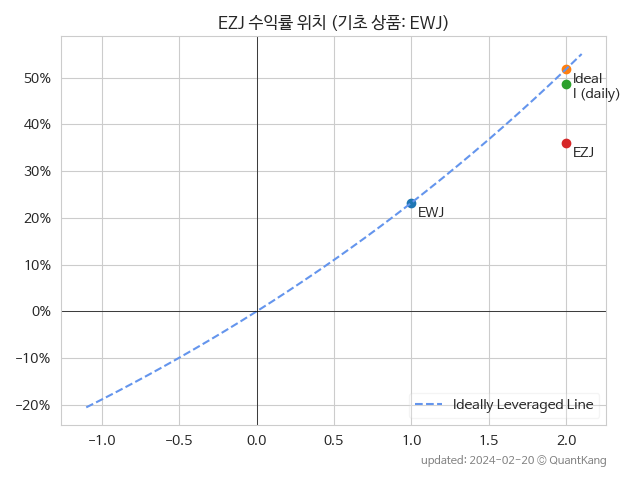 EZJ 수익률 위치 (기초 상품: EWJ)
50%
40%
30%
20%
10%
0%
−10%
−20%
Ideal
I (daily)
EZJ
EWJ
Ideally Leveraged Line
−1.0 −0.5 0.0 0.5 1.0 1.5 2.0
updated: 2024-02-20 © QuantKang